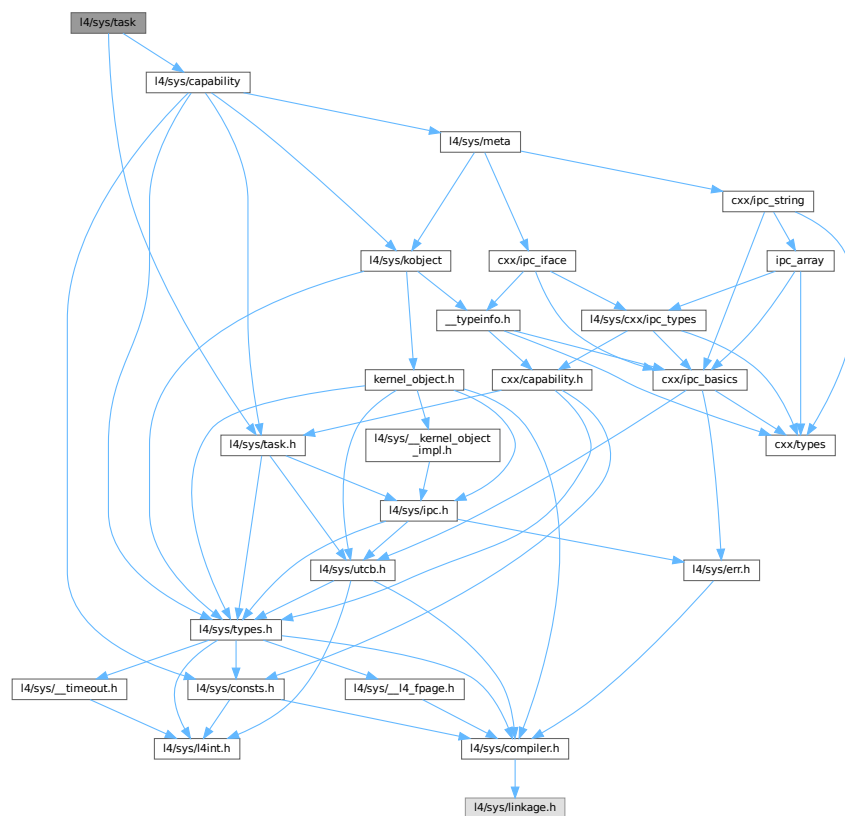 l4/sys/task
l4/sys/capability
l4/sys/meta
cxx/ipc_string
l4/sys/kobject
cxx/ipc_iface
ipc_array
__typeinfo.h
l4/sys/cxx/ipc_types
kernel_object.h
cxx/capability.h
cxx/ipc_basics
l4/sys/task.h
l4/sys/__kernel_object
_impl.h
cxx/types
l4/sys/ipc.h
l4/sys/utcb.h
l4/sys/err.h
l4/sys/types.h
l4/sys/__timeout.h
l4/sys/consts.h
l4/sys/__l4_fpage.h
l4/sys/l4int.h
l4/sys/compiler.h
l4/sys/linkage.h